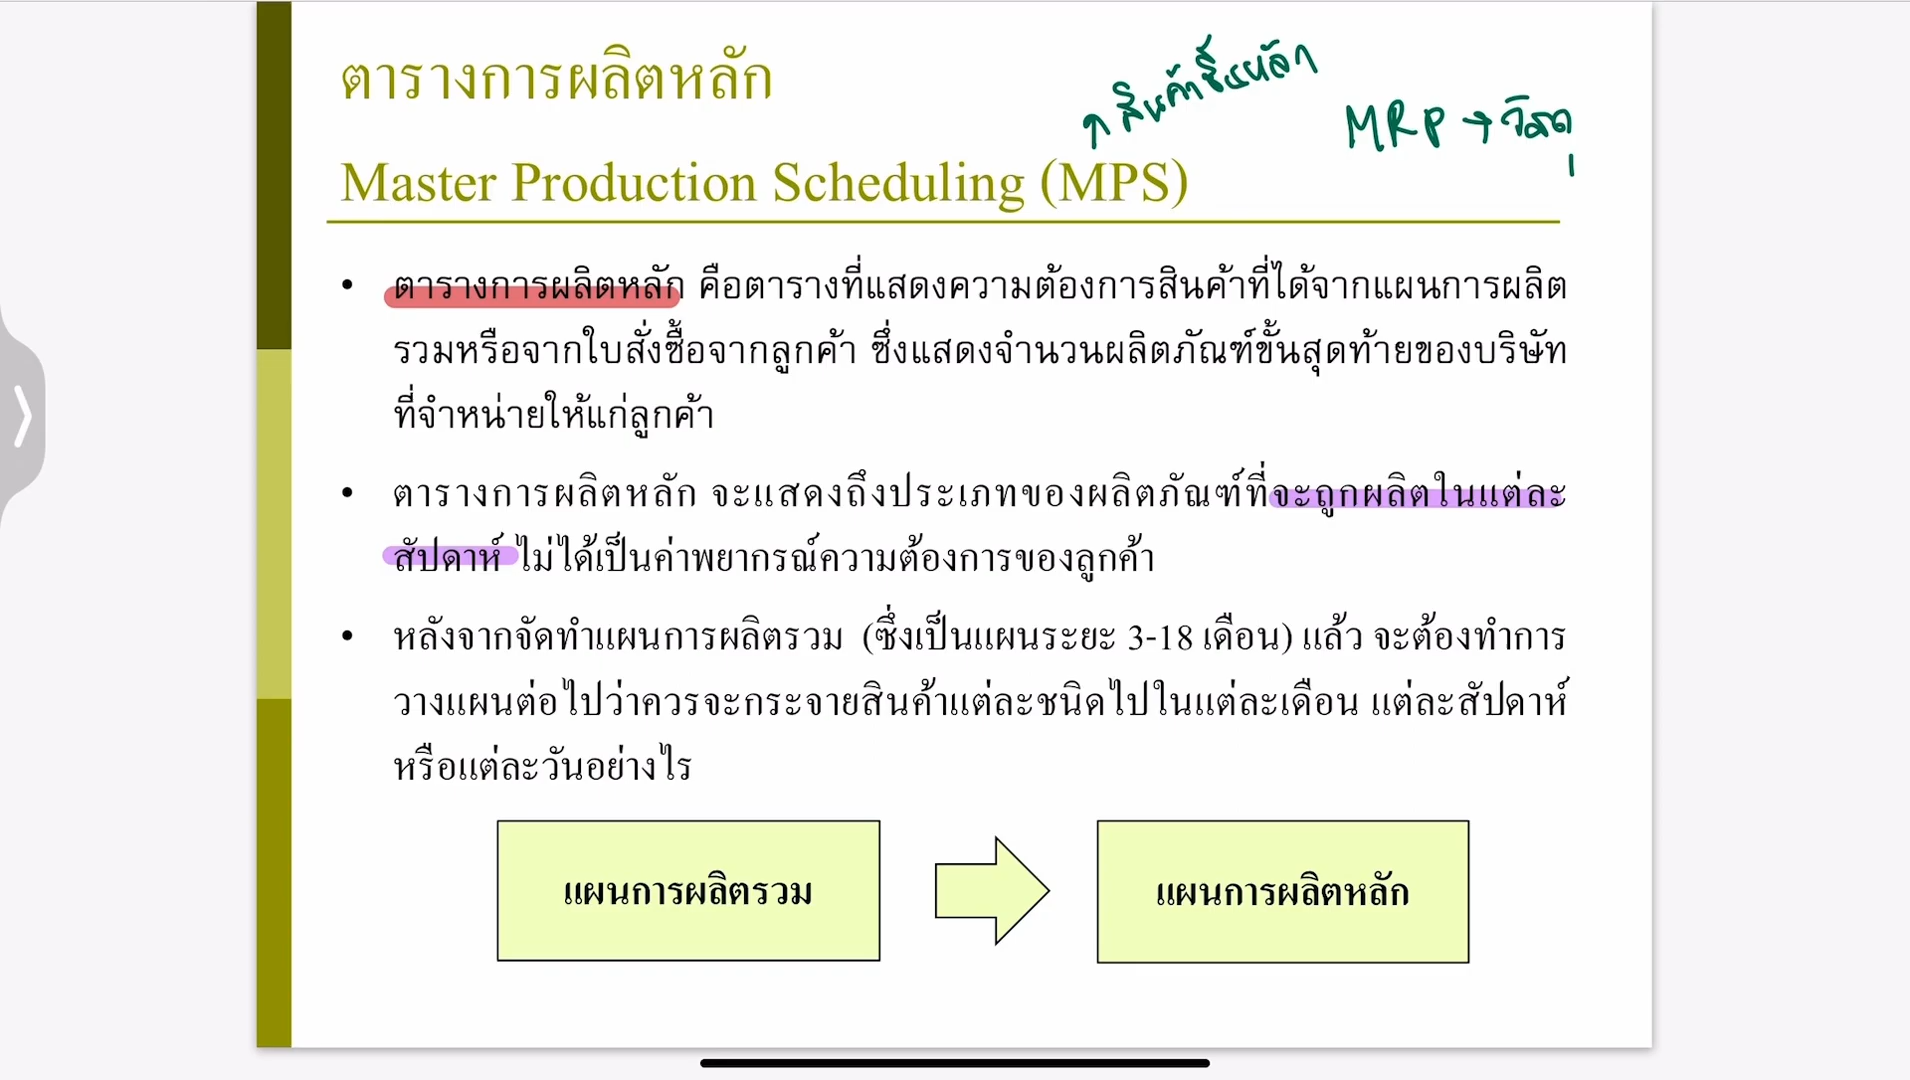 ตารางการผลิตหลัก
↑ สินค้าชิ้นหลัก
MRP → วัสดุ
Master Production Scheduling (MPS)
• ตารางการผลิตหลัก คือตารางที่แสดงความต้องการสินค้าที่ได้จากแผนการผลิต
รวมหรือจากใบสั่งซื้อจากลูกค้า ซึ่งแสดงจำนวนผลิตภัณฑ์ขั้นสุดท้ายของบริษัท
ที่จำหน่ายให้แก่ลูกค้า
• ตารางการผลิตหลัก จะแสดงถึงประเภทของผลิตภัณฑ์ที่จะถูกผลิตในแต่ละ
สัปดาห์ ไม่ได้เป็นค่าพยากรณ์ความต้องการของลูกค้า
• หลังจากจัดทำแผนการผลิตรวม (ซึ่งเป็นแผนระยะ 3-18 เดือน) แล้ว จะต้องทำการ
วางแผนต่อไปว่าควรจะกระจายสินค้าแต่ละชนิดไปในแต่ละเดือน แต่ละสัปดาห์
หรือแต่ละวันอย่างไร
แผนการผลิตรวม
แผนการผลิตหลัก